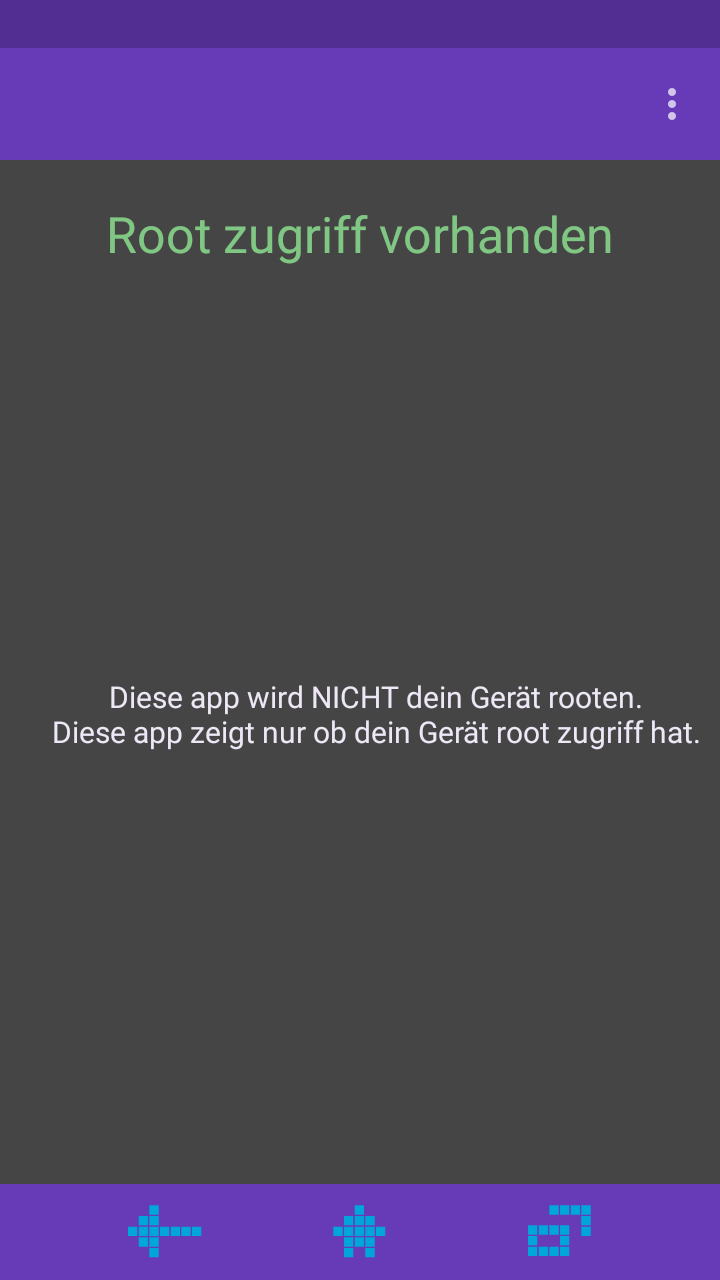 Root zugriff vorhanden
Diese app wird NICHT dein Gerät rooten.
Diese app zeigt nur ob dein Gerät root zugriff hat.